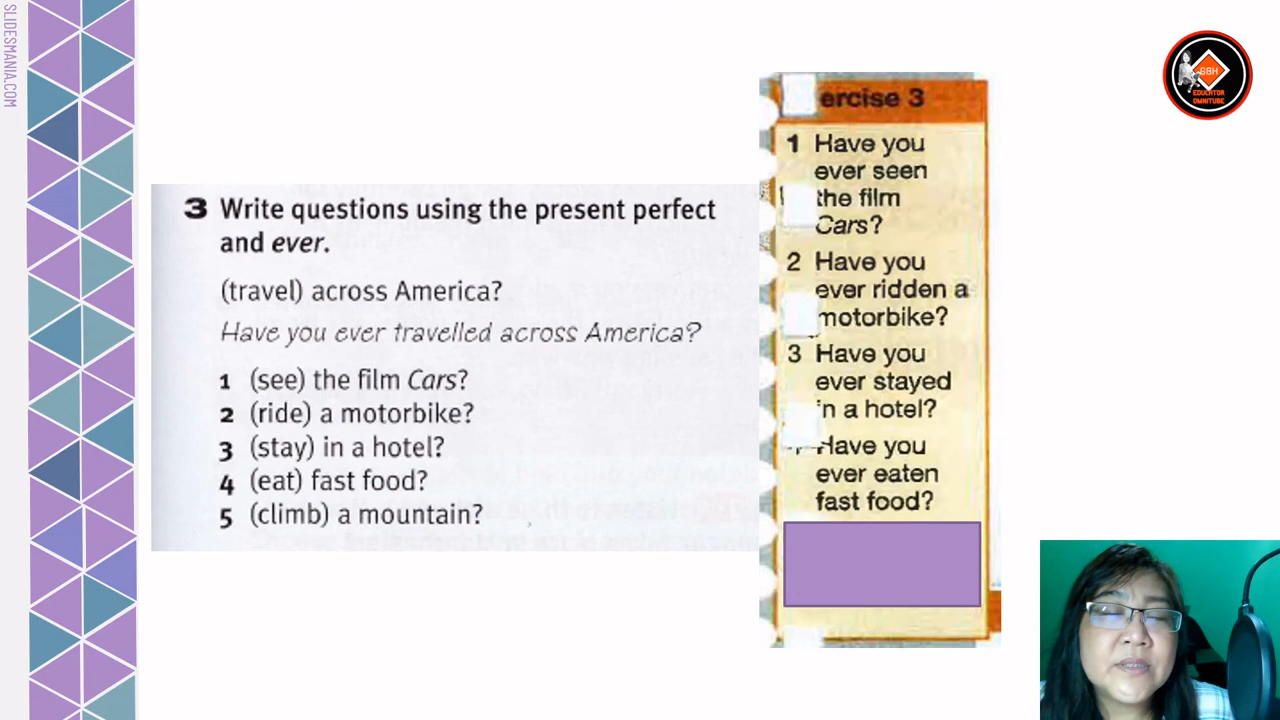 SLIDESMANIA.COM
3 Write questions using the present perfect
and ever.
(travel) across America?
Have you ever travelled across America?
1 (see) the film Cars?
2 (ride) a motorbike?
3 (stay) in a hotel?
4 (eat) fast food?
5 (climb) a mountain?
ercise 3
1 Have you
ever seen
the film
Cars?
2 Have you
ever ridden a
motorbike?
3 Have you
ever stayed
in a hotel?
Have you
ever eaten
fast food?
BBH
EDUCATOR
OMNITUBE